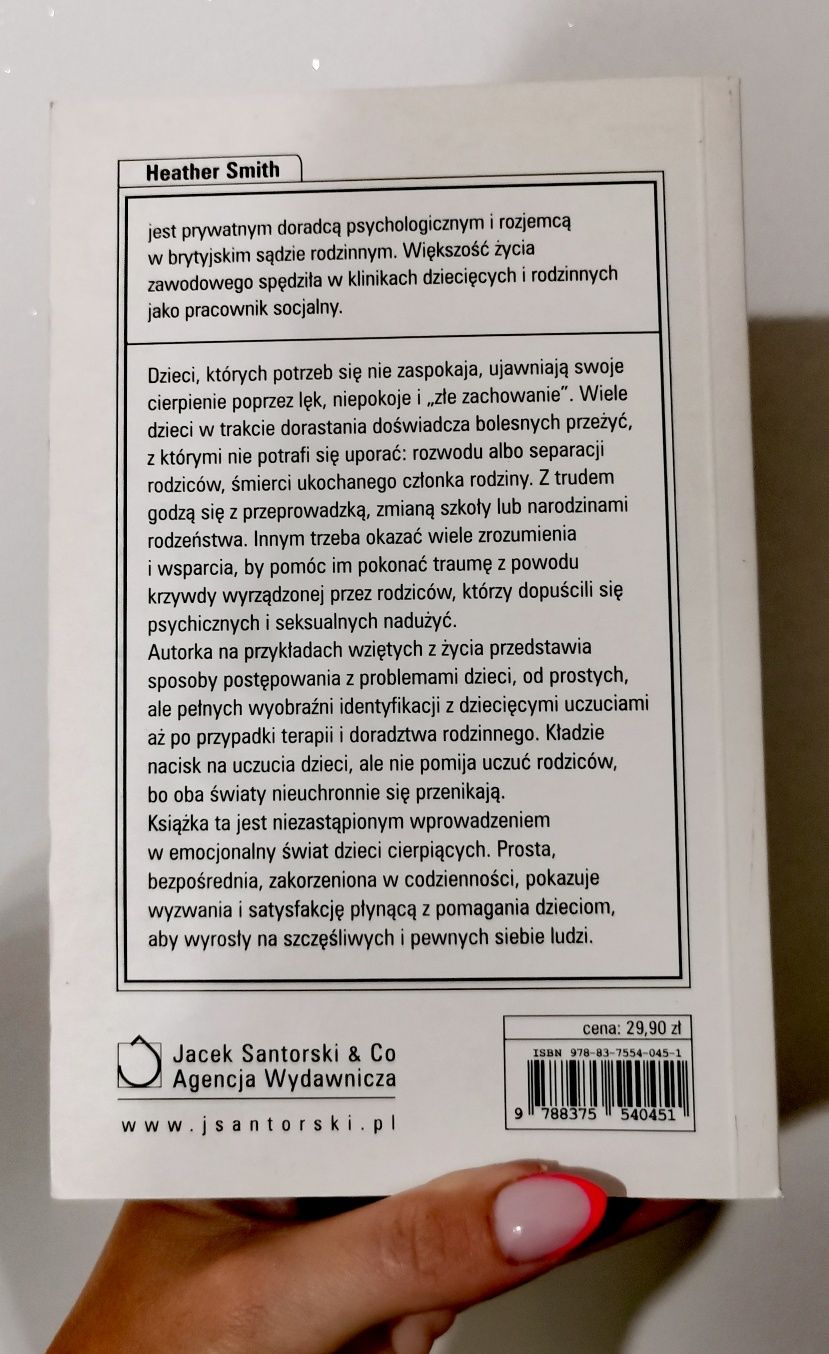 Heather Smith
jest prywatnym doradcą psychologicznym i rozjemcą
w brytyjskim sądzie rodzinnym. Większość życia
zawodowego spędziła w klinikach dziecięcych i rodzinnych
jako pracownik socjalny.
Dzieci, których potrzeb się nie zaspokaja, ujawniają swoje
cierpienie poprzez lęk, niepokoje i „złe zachowanie”. Wiele
dzieci w trakcie dorastania doświadcza bolesnych przeżyć,
z którymi nie potrafi się uporać: rozwodu albo separacji
rodziców, śmierci ukochanego członka rodziny. Z trudem
godzą się z przeprowadzką, zmianą szkoły lub narodzinami
rodzeństwa. Innym trzeba okazać wiele zrozumienia
i wsparcia, by pomóc im pokonać traumę z powodu
krzywdy wyrządzonej przez rodziców, którzy dopuścili się
psychicznych i seksualnych nadużyć.
Autorka na przykładach wziętych z życia przedstawia
sposoby postępowania z problemami dzieci, od prostych,
ale pełnych wyobraźni identyfikacji z dziecięcymi uczuciami
aż po przypadki terapii i doradztwa rodzinnego. Kładzie
nacisk na uczucia dzieci, ale nie pomija uczuć rodziców,
bo oba światy nieuchronnie się przenikają.
Książka ta jest niezastąpionym wprowadzeniem
w emocjonalny świat dzieci cierpiących. Prosta,
bezpośrednia, zakorzeniona w codzienności, pokazuje
wyzwania i satysfakcję płynącą z pomagania dzieciom,
aby wyrosły na szczęśliwych i pewnych siebie ludzi.
Jacek Santorski & Co
Agencja Wydawnicza
www.jsantorski.pl
cena: 29,90 zł
ISBN 978-83-7554-045-1
9 788375 540451